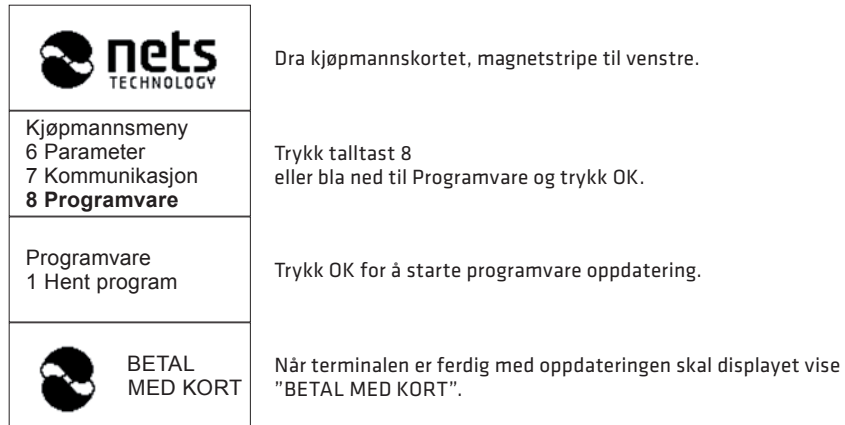 nets
TECHNOLOGY
Dra kjøpmannskortet, magnetstripe til venstre.
Kjøpmannsmeny
6 Parameter
7 Kommunikasjon
8 Programvare
Trykk talltast 8
eller bla ned til Programvare og trykk OK.
Programvare
1 Hent program
Trykk OK for å starte programvare oppdatering.
BETAL
MED KORT
Når terminalen er ferdig med oppdateringen skal displayet vise
”BETAL MED KORT”.